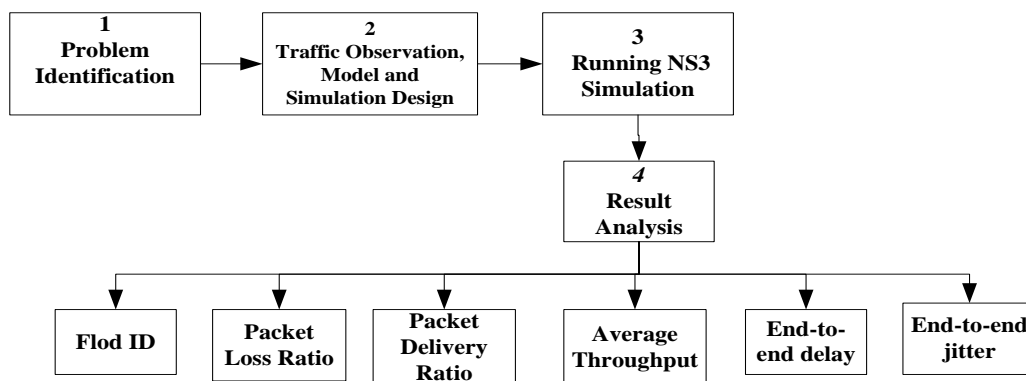 1
Problem
Identification
2
Traffic Observation,
Model and
Simulation Design
3
Running NS3
Simulation
4
Result
Analysis
Flod ID
Packet
Loss Ratio
Packet
Delivery
Ratio
Average
Throughput
End-to-
end delay
End-to-end
jitter